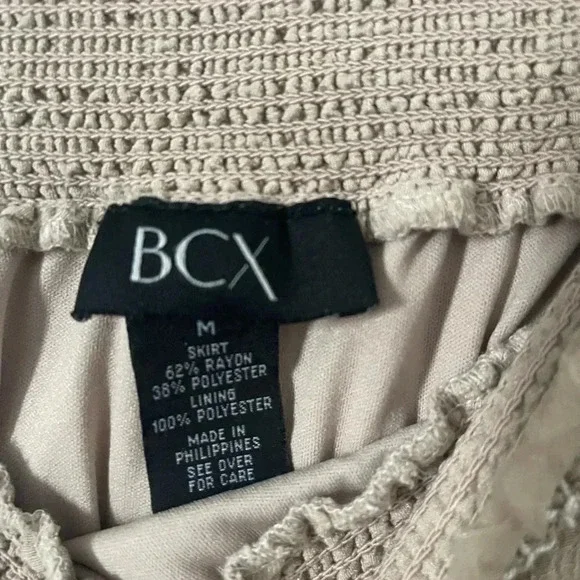 BCX
M
SKIRT
62% RAYON
38% POLYESTER
LINING
100% POLYESTER
MADE IN
PHILIPPINES
SEE OVER
FOR CARE